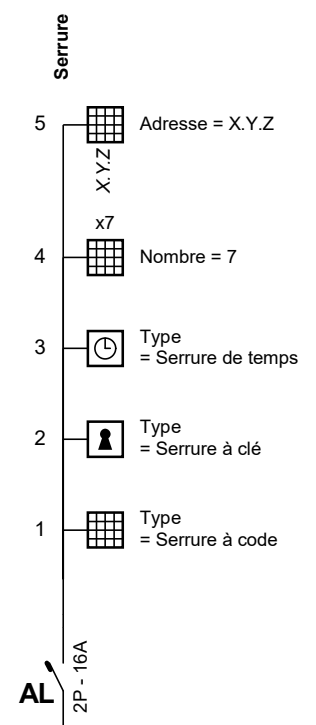 Serrure
5
Adresse = X.Y.Z
X.Y.Z
x7
4
Nombre = 7
3
Type
= Serrure de temps
2
Type
= Serrure à clé
1
Type
= Serrure à code
AL
2P - 16A